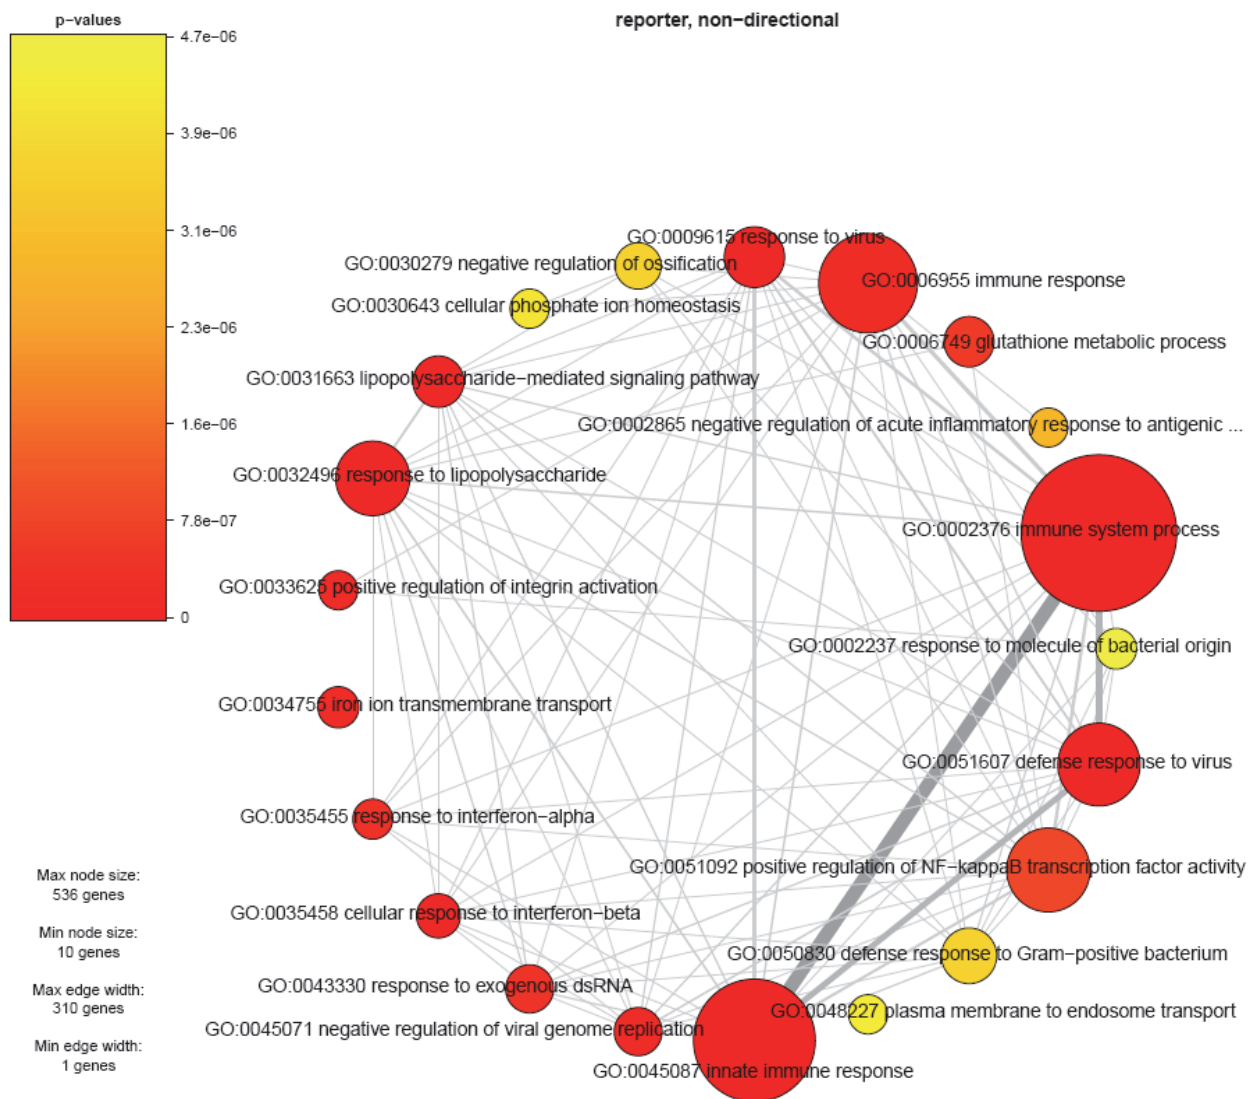 p−values
reporter, non−directional
4.7e−06
3.9e−06
3.1e−06
2.3e−06
1.6e−06
7.8e−07
0
GO:0009615 response to virus
GO:0030279 negative regulation of ossification
GO:0006955 immune response
GO:0030643 cellular phosphate ion homeostasis
GO:0006749 glutathione metabolic process
GO:0031663 lipopolysaccharide−mediated signaling pathway
GO:0002865 negative regulation of acute inflammatory response to antigenic ...
GO:0032496 response to lipopolysaccharide
GO:0002376 immune system process
GO:0033625 positive regulation of integrin activation
GO:0002237 response to molecule of bacterial origin
GO:0034755 iron ion transmembrane transport
GO:0051607 defense response to virus
GO:0035455 response to interferon−alpha
GO:0051092 positive regulation of NF−kappaB transcription factor activity
GO:0035458 cellular response to interferon−beta
GO:0050830 defense response to Gram−positive bacterium
GO:0043330 response to exogenous dsRNA
GO:0048227 plasma membrane to endosome transport
GO:0045071 negative regulation of viral genome replication
GO:0045087 innate immune response
Max node size:
536 genes
Min node size:
10 genes
Max edge width:
310 genes
Min edge width:
1 genes